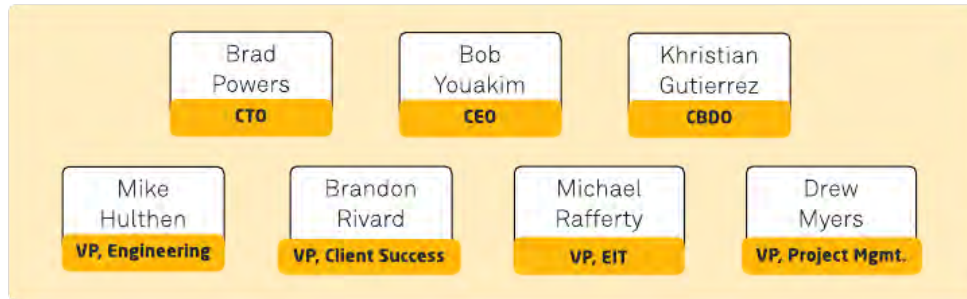 Brad
Powers
CTO
Bob
Youakim
CEO
Khristian
Gutierrez
CBDO
Mike
Hulthen
VP, Engineering
Brandon
Rivard
VP, Client Success
Michael
Rafferty
VP, EIT
Drew
Myers
VP, Project Mgmt.